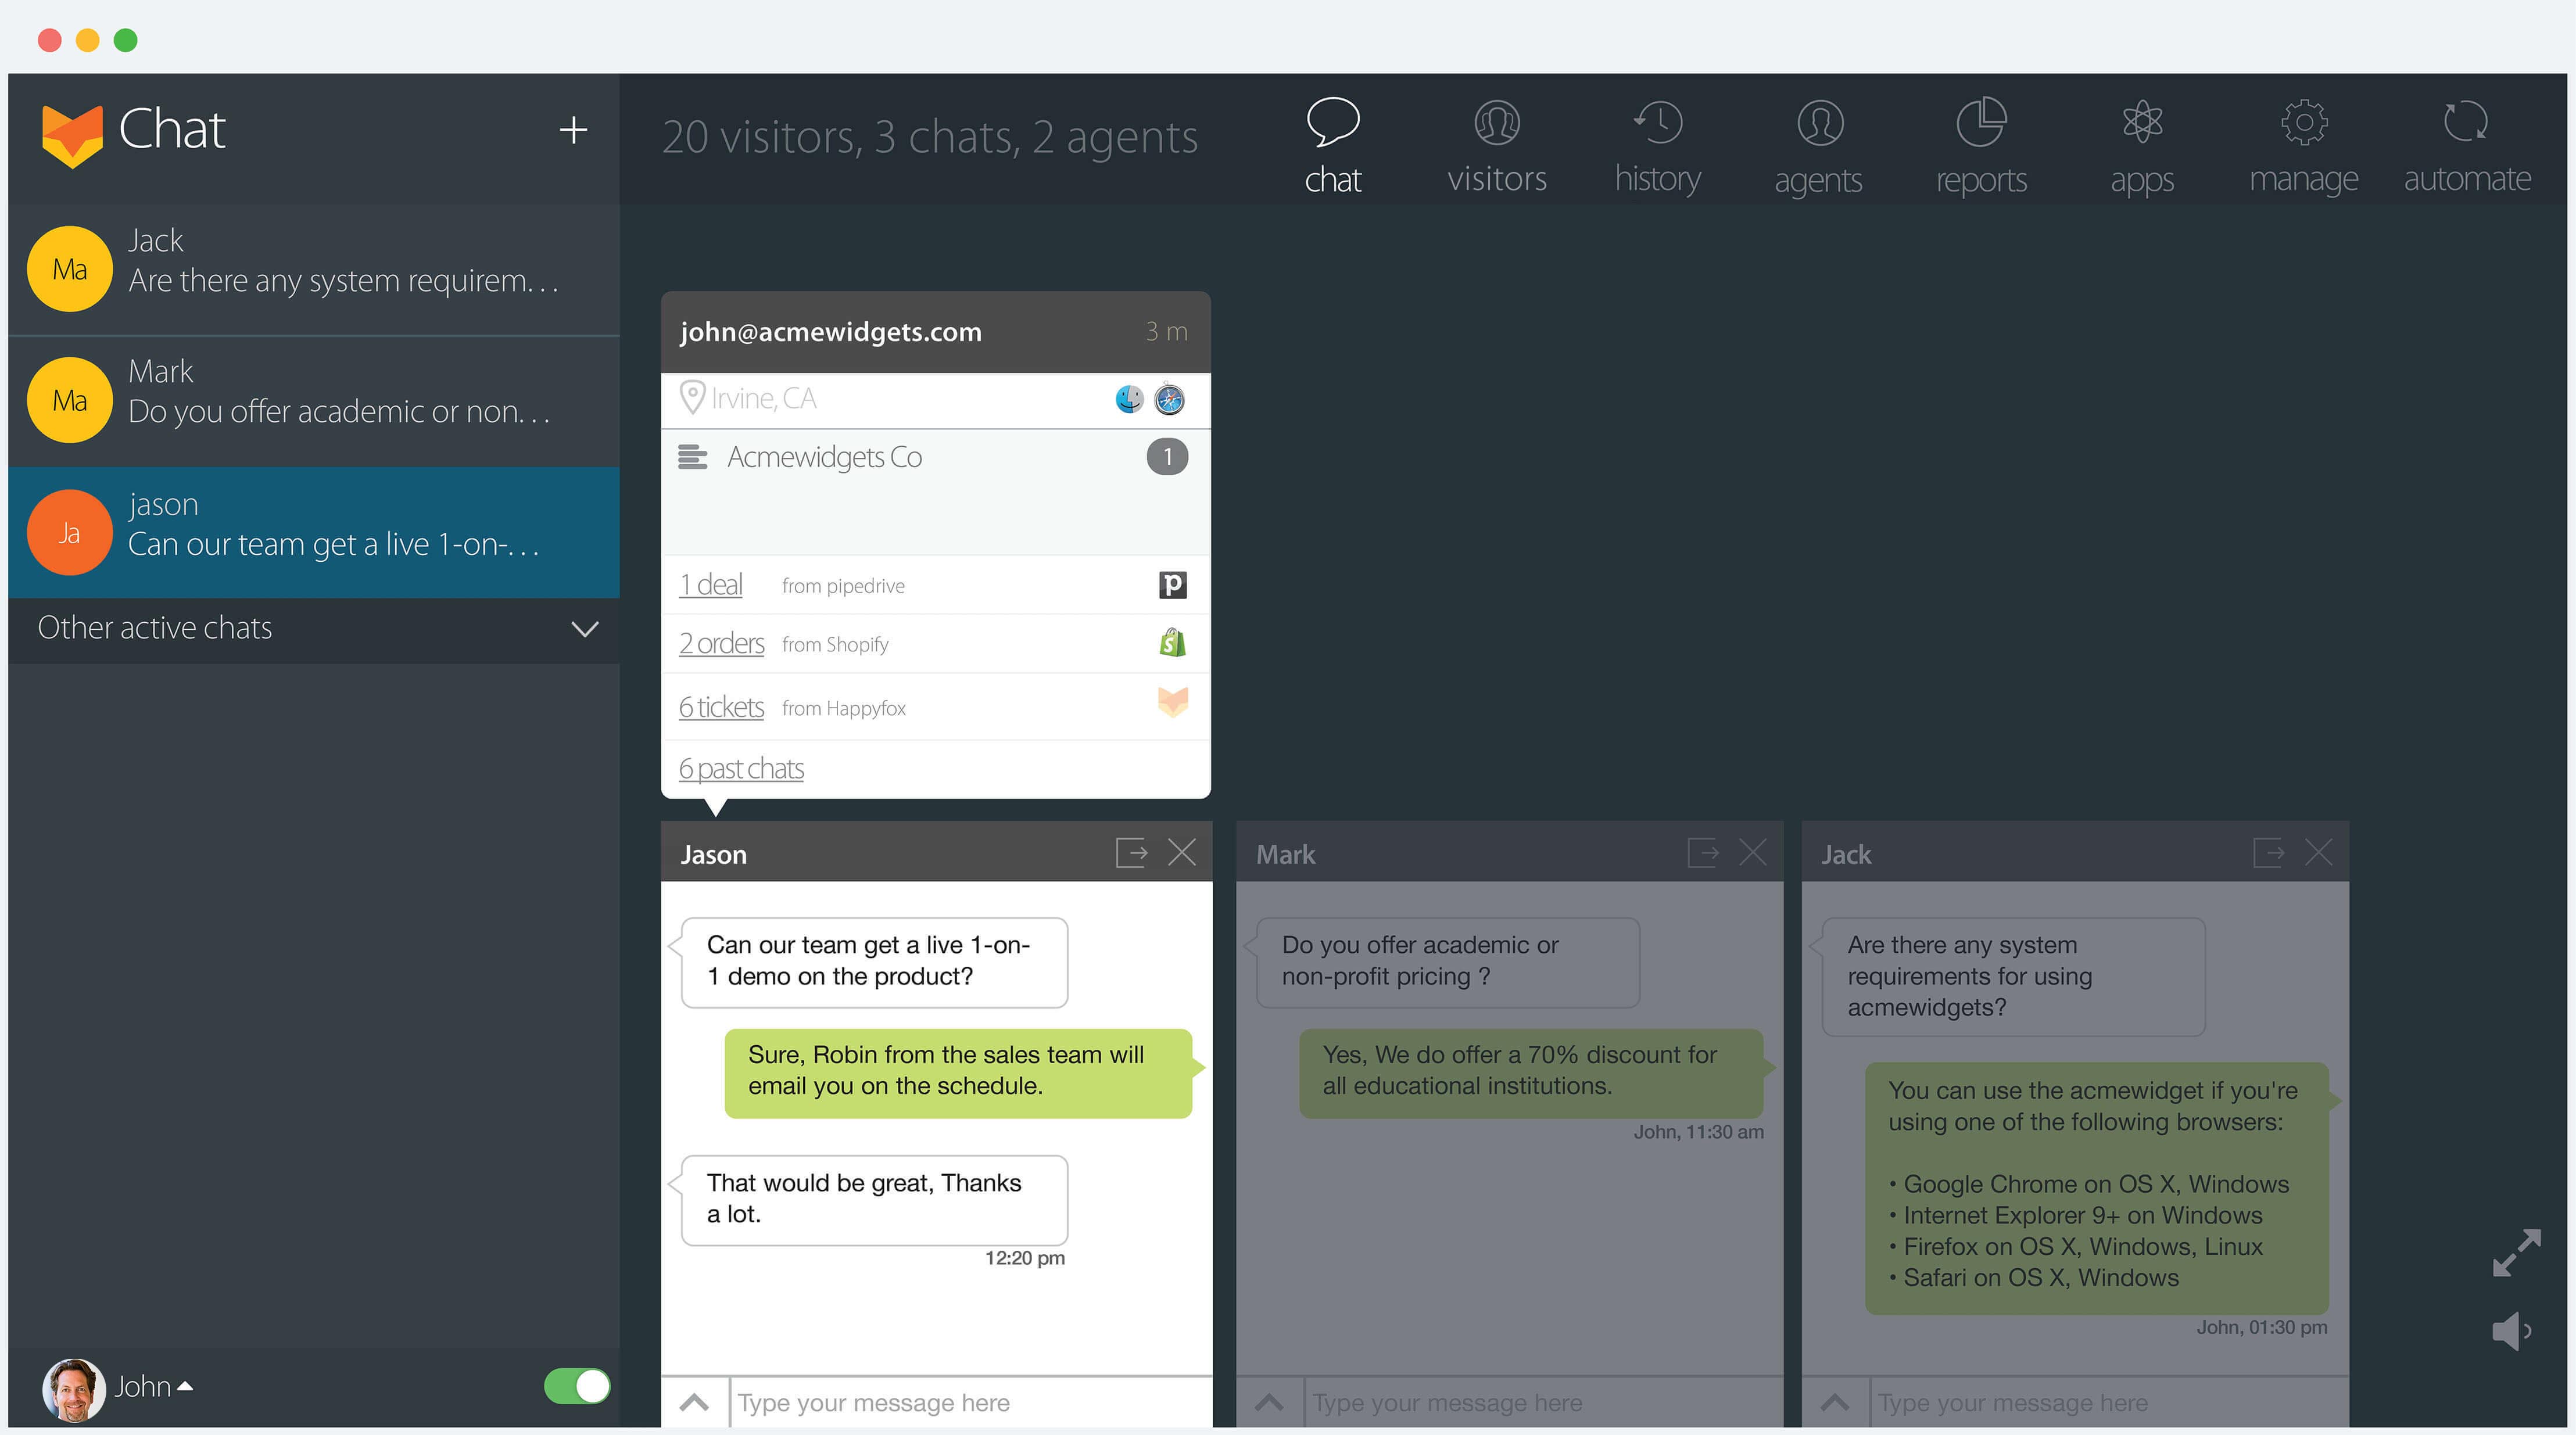 Chat
+
20 visitors, 3 chats, 2 agents
chat
visitors
history
agents
reports
apps
manage
automate
Ma
Jack
Are there any system requirem...
Ma
Mark
Do you offer academic or non...
Ja
jason
Can our team get a live 1-on-...
Other active chats
John
john@acmewidgets.com
3 m
Irvine, CA
Acmewidgets Co
1
1 deal
from pipedrive
p
2 orders
from Shopify
S
6 tickets
from Happyfox
6 past chats
Jason
Can our team get a live 1-on-
1 demo on the product?
Sure, Robin from the sales team will
email you on the schedule.
That would be great, Thanks
a lot.
12:20 pm
Type your message here
Mark
Do you offer academic or
non-profit pricing ?
Yes, We do offer a 70% discount for
all educational institutions.
John, 11:30 am
Type your message here
Jack
Are there any system
requirements for using
acmewidgets?
You can use the acmewidget if you're
using one of the following browsers:
• Google Chrome on OS X, Windows
• Internet Explorer 9+ on Windows
• Firefox on OS X, Windows, Linux
• Safari on OS X, Windows
John, 01:30 pm
Type your message here